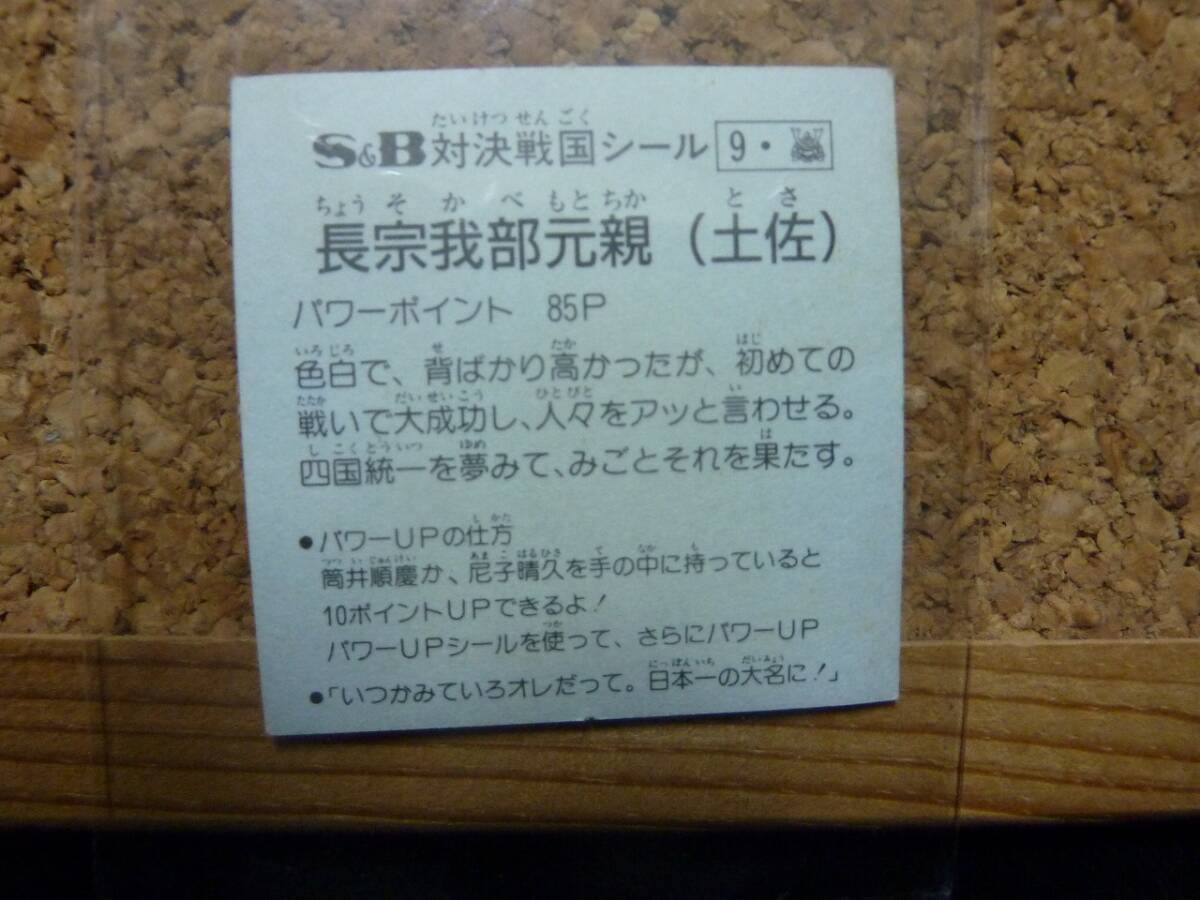 S&B対決戦国シール 9・
長宗我部元親(土佐)
パワーポイント 85P
色白で、背ばかり高かったが、初めての
戦いで大成功し、人々をアッと言わせる。
四国統一を夢みて、みごとそれを果たす。
●パワーUPの仕方
筒井順慶か、尼子晴久を手の中に持っていると
10ポイントUPできるよ!
パワーUPシールを使って、さらにパワーUP
●「いつかみていろオレだって。日本一の大名に!」